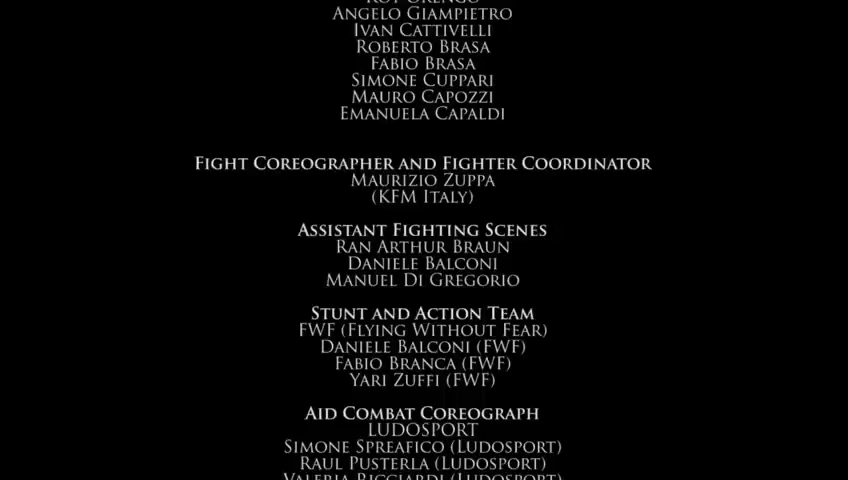 Roy Orengo
Angelo Giampietro
Ivan Cattivelli
Roberto Brasa
Fabio Brasa
Simone Cuppari
Mauro Capozzi
Emanuela Capaldi
Fight Coreographer and Fighter Coordinator
Maurizio Zuppa
(KFM Italy)
Assistant Fighting Scenes
Ran Arthur Braun
Daniele Balconi
Manuel Di Gregorio
Stunt and Action Team
FWF (Flying Without Fear)
Daniele Balconi (FWF)
Fabio Branca (FWF)
Yari Zuffi (FWF)
Aid Combat Coreograph
LUDOSPORT
Simone Spreafico (Ludosport)
Raul Pusterla (Ludosport)
Valeria Ricciardi (Ludosport)